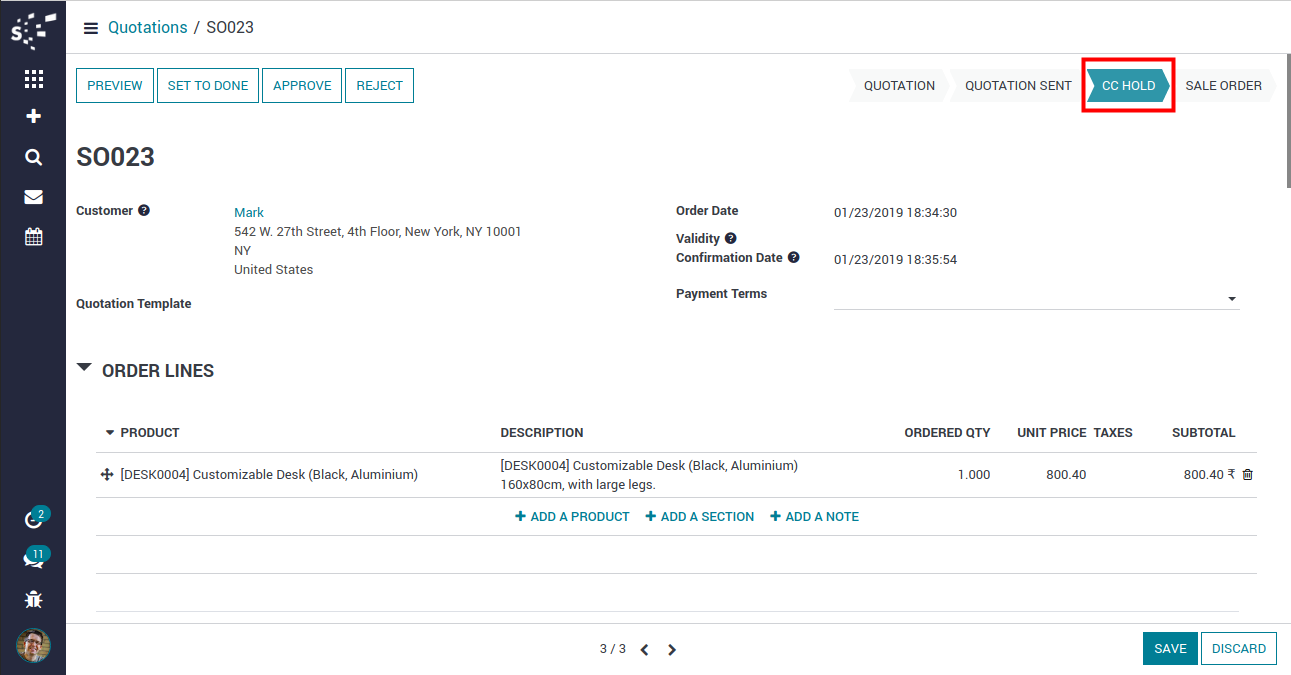 S
Quotations / SO023
PREVIEW SET TO DONE APPROVE REJECT QUOTATION QUOTATION SENT CC HOLD SALE ORDER
SO023
Customer ? Mark
542 W. 27th Street, 4th Floor, New York, NY 10001
NY
United States
Quotation Template
Order Date 01/23/2019 18:34:30
Validity ?
Confirmation Date ? 01/23/2019 18:35:54
Payment Terms
ORDER LINES
PRODUCT DESCRIPTION ORDERED QTY UNIT PRICE TAXES SUBTOTAL
[DESK0004] Customizable Desk (Black, Aluminium) [DESK0004] Customizable Desk (Black, Aluminium) 1.000 800.40 800.40 ₹
160x80cm, with large legs.
+ ADD A PRODUCT + ADD A SECTION + ADD A NOTE
2
11
3 / 3 SAVE DISCARD